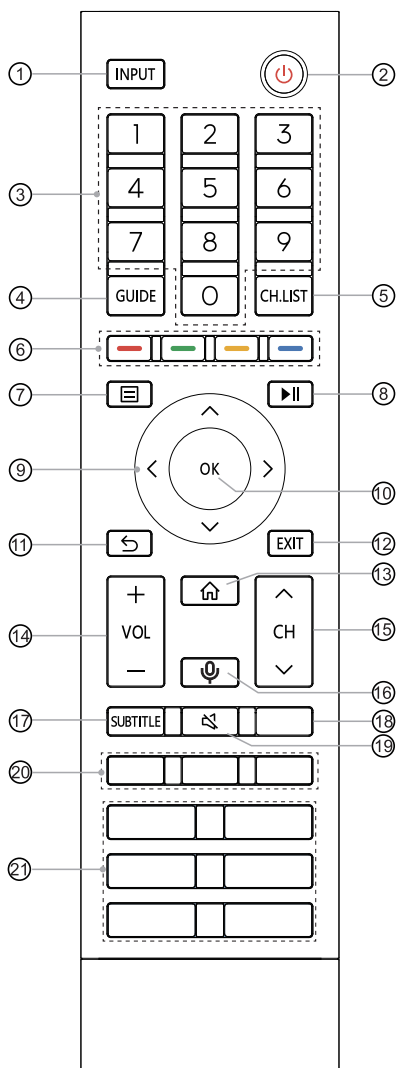 ① INPUT ②
1 2 3
③ 4 5 6
7 8 9
④ GUIDE 0 CH.LIST ⑤
⑥
⑦ ⑧
⑨ OK
⑩
⑪ EXIT ⑫
⑬
+
⑭ VOL CH ⑮
—
⑯
⑰ SUBTITLE ⑱
⑲
⑳
㉑